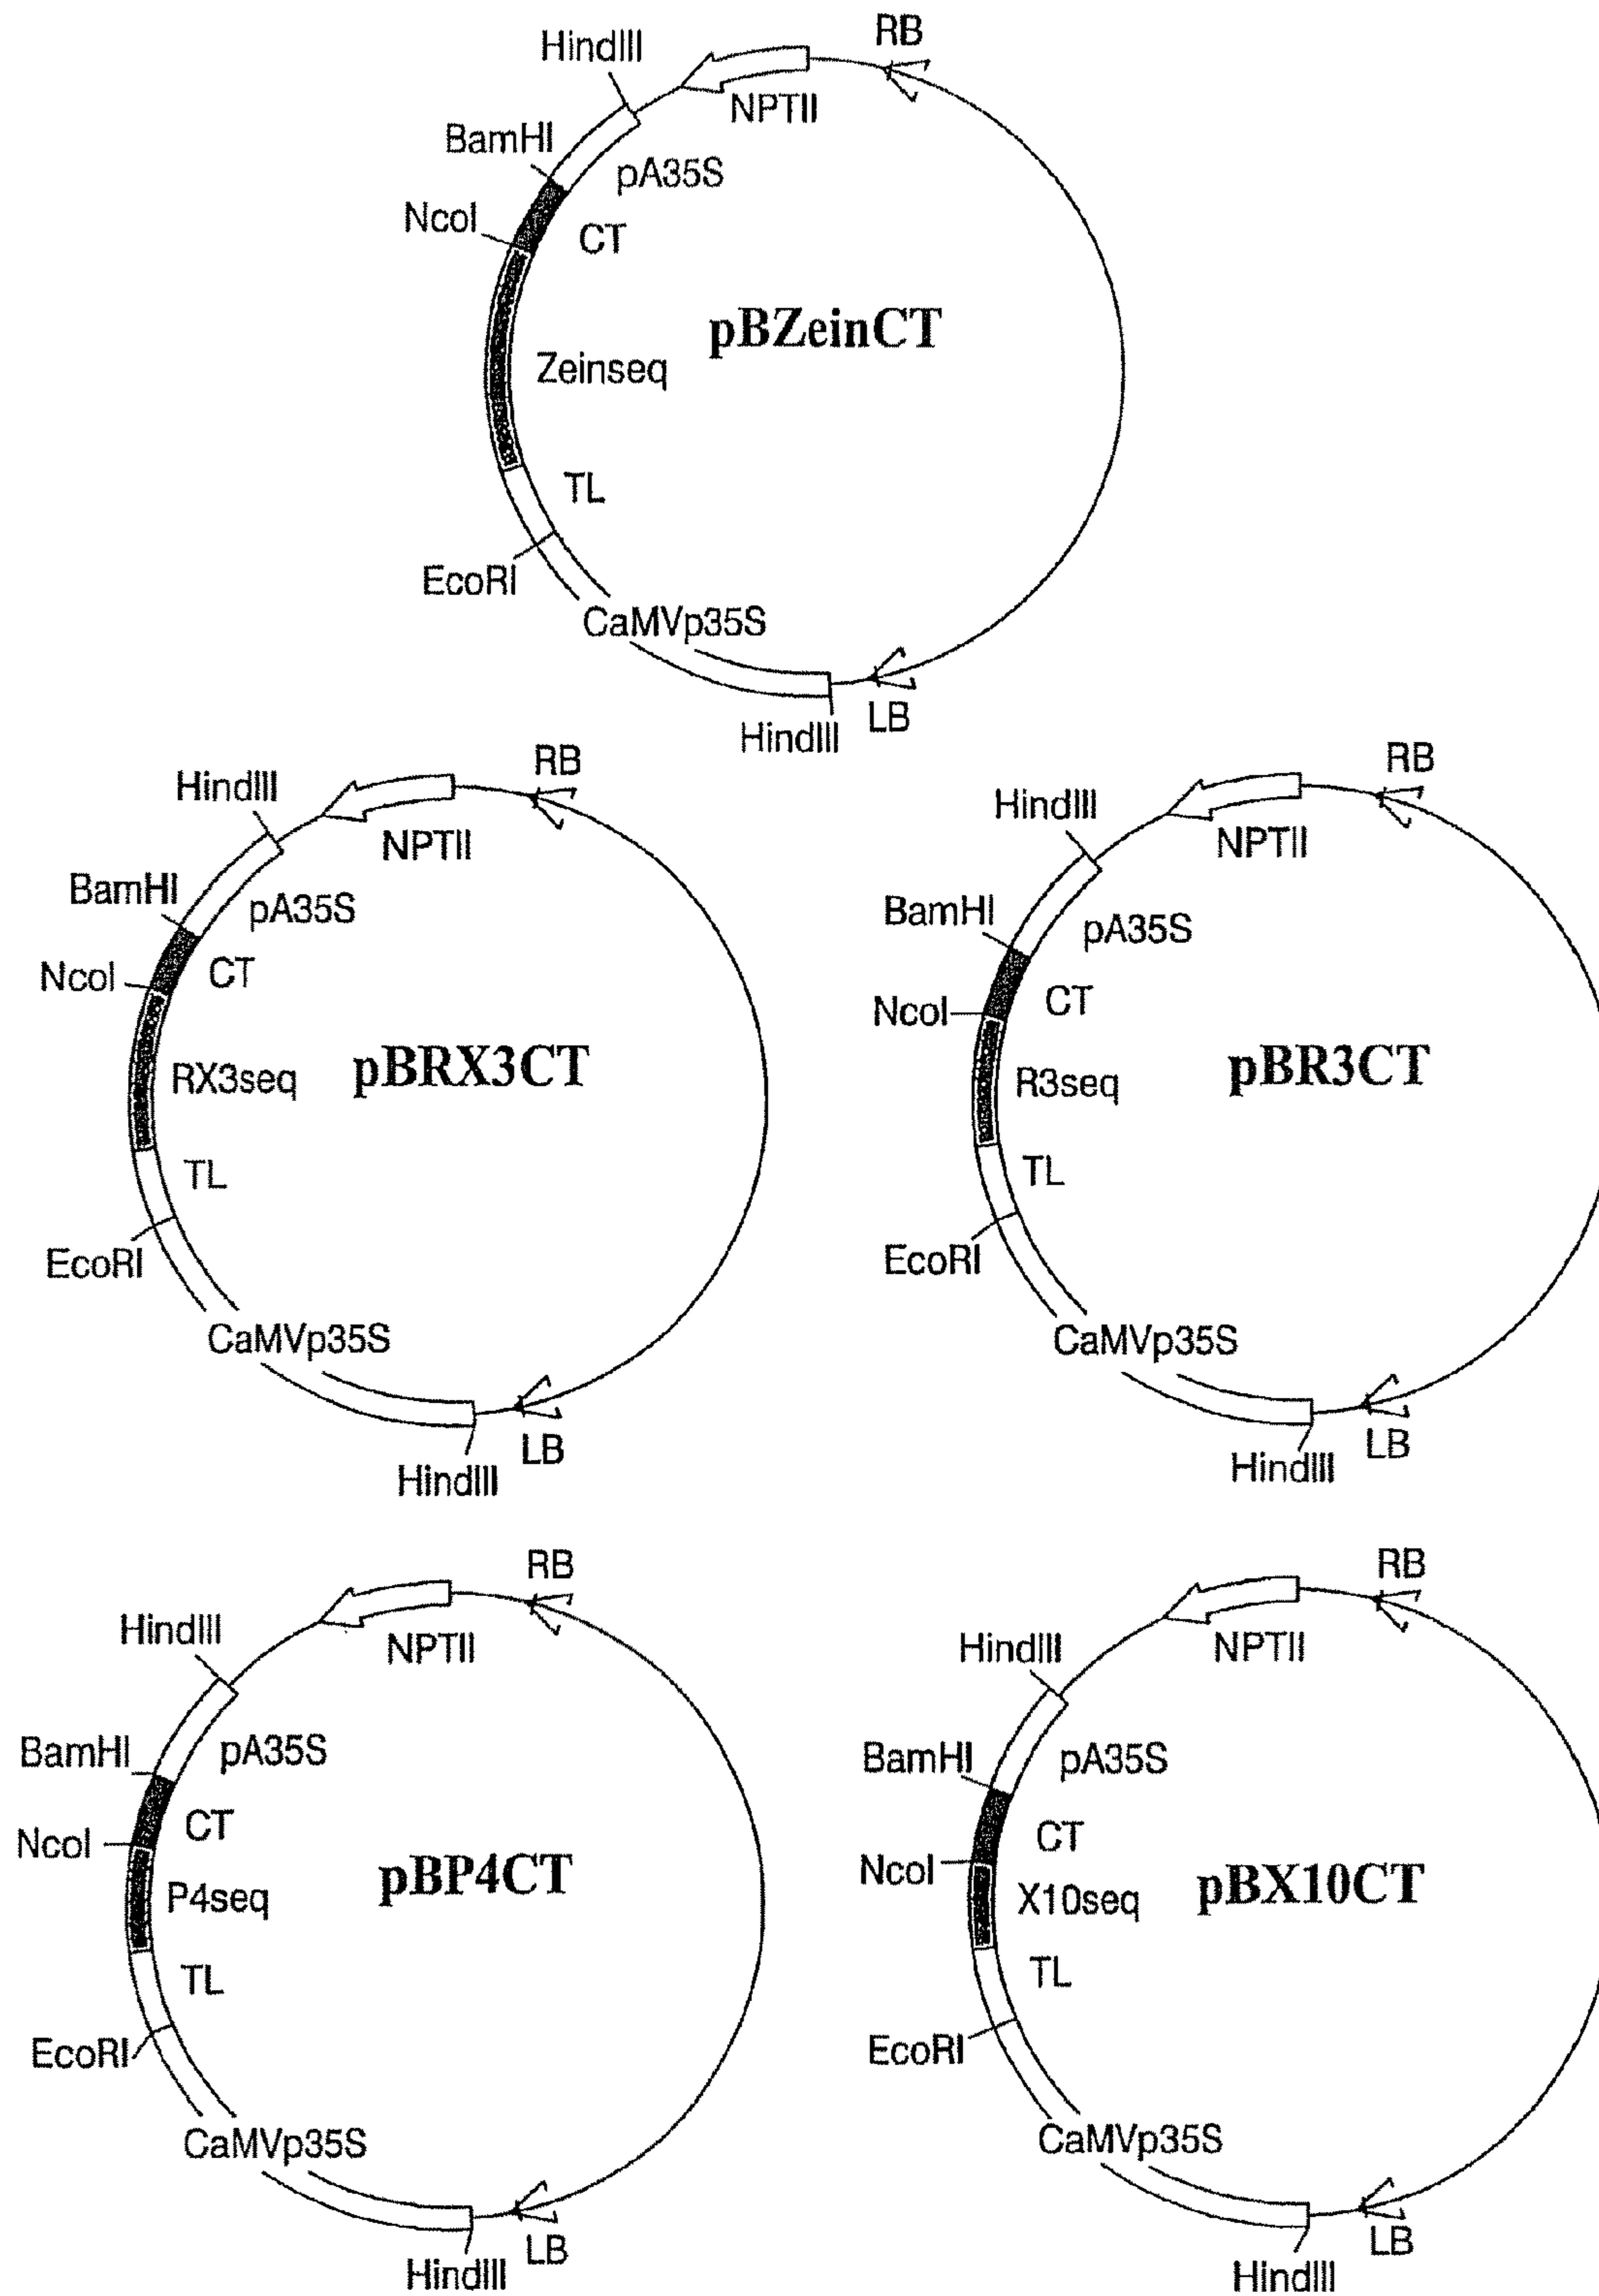 RB
HindIII
NPTII
BamHI
pA35S
NcoI
CT
pBZeinCT
Zeinseq
TL
EcoRI
CaMVp35S
LB
HindIII
RB
HindIII
NPTII
BamHI
pA35S
NcoI
CT
RX3seq
pBRX3CT
TL
EcoRI
CaMVp35S
LB
HindIII
RB
HindIII
NPTII
BamHI
pA35S
NcoI
CT
R3seq
pBR3CT
TL
EcoRI
CaMVp35S
LB
HindIII
RB
HindIII
NPTII
BamHI
pA35S
CT
NcoI
P4seq
pBP4CT
TL
EcoRI
CaMVp35S
LB
HindIII
RB
HindIII
NPTII
BamHI
pA35S
CT
NcoI
X10seq
pBX10CT
TL
EcoRI
CaMVp35S
LB
HindIII